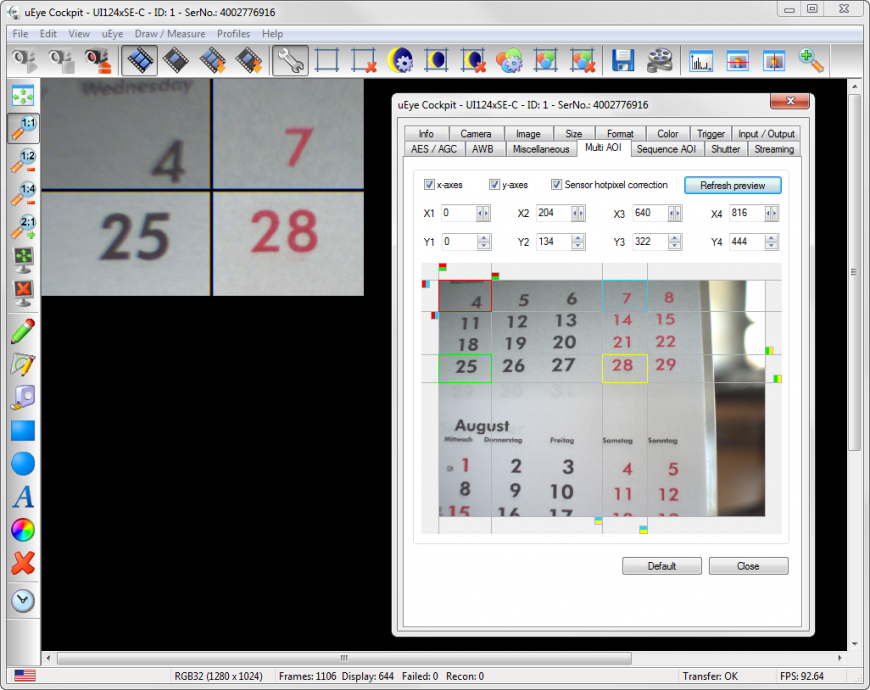 uEye Cockpit - UI124xSE-C - ID: 1 - SerNo.: 4002776916
File Edit View uEye Draw / Measure Profiles Help
1:1
1:2
1:4
2:1
A
Wednesday
4 7
25 28
uEye Cockpit - UI124xSE-C - ID: 1 - SerNo.: 4002776916
Info Camera Image Size Format Color Trigger Input / Output
AES / AGC AWB Miscellaneous Multi AOI Sequence AOI Shutter Streaming
x-axes y-axes Sensor hotpixel correction Refresh preview
X1 0 X2 204 X3 640 X4 816
Y1 0 Y2 134 Y3 322 Y4 444
4 5 6 7 8
11 12 13 14 15
18 19 20 21 22
25 26 27 28 29
August
Mittwoch Donnerstag Freitag Samstag Sonntag
1 2 3 4 5
8 9 10 11 12
15 16 17
Default Close
RGB32 (1280 x 1024) Frames: 1106 Display: 644 Failed: 0 Recon: 0 Transfer: OK FPS: 92.64